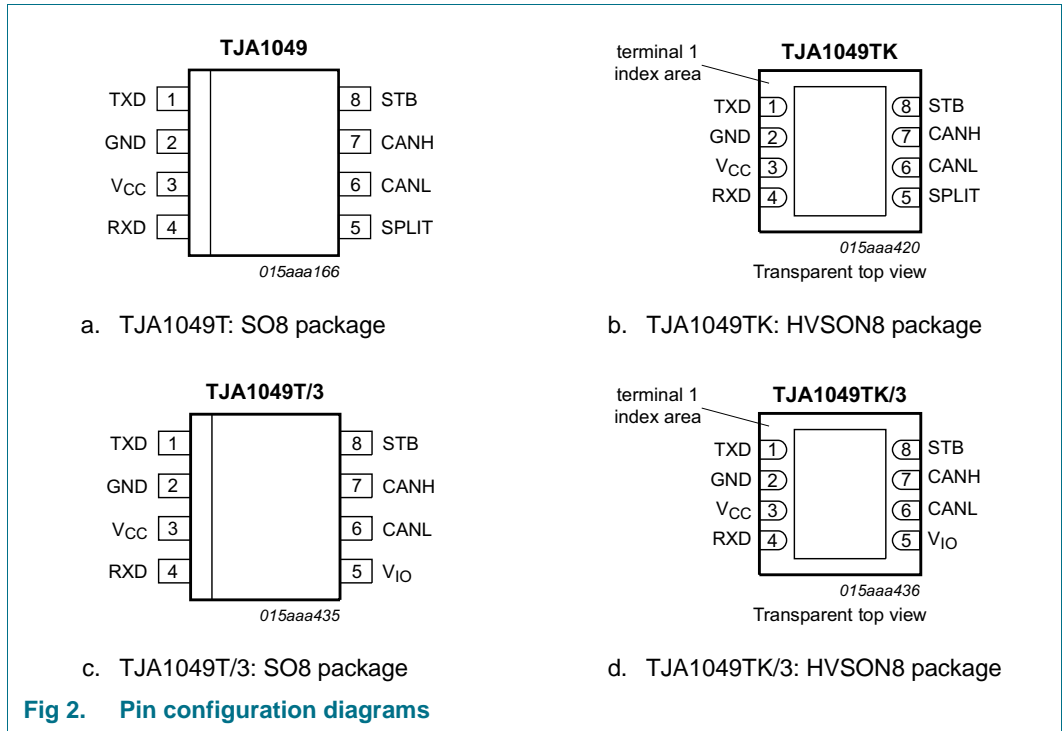 TJA1049
TXD 1
GND 2
VCC 3
RXD 4
8 STB
7 CANH
6 CANL
5 SPLIT
015aaa166
a. TJA1049T: SO8 package
terminal 1
index area
TJA1049TK
TXD 1
GND 2
VCC 3
RXD 4
8 STB
7 CANH
6 CANL
5 SPLIT
015aaa420
Transparent top view
b. TJA1049TK: HVSON8 package
TJA1049T/3
TXD 1
GND 2
VCC 3
RXD 4
8 STB
7 CANH
6 CANL
5 VIO
015aaa435
c. TJA1049T/3: SO8 package
terminal 1
index area
TJA1049TK/3
TXD 1
GND 2
VCC 3
RXD 4
8 STB
7 CANH
6 CANL
5 VIO
015aaa436
Transparent top view
d. TJA1049TK/3: HVSON8 package
Fig 2. Pin configuration diagrams